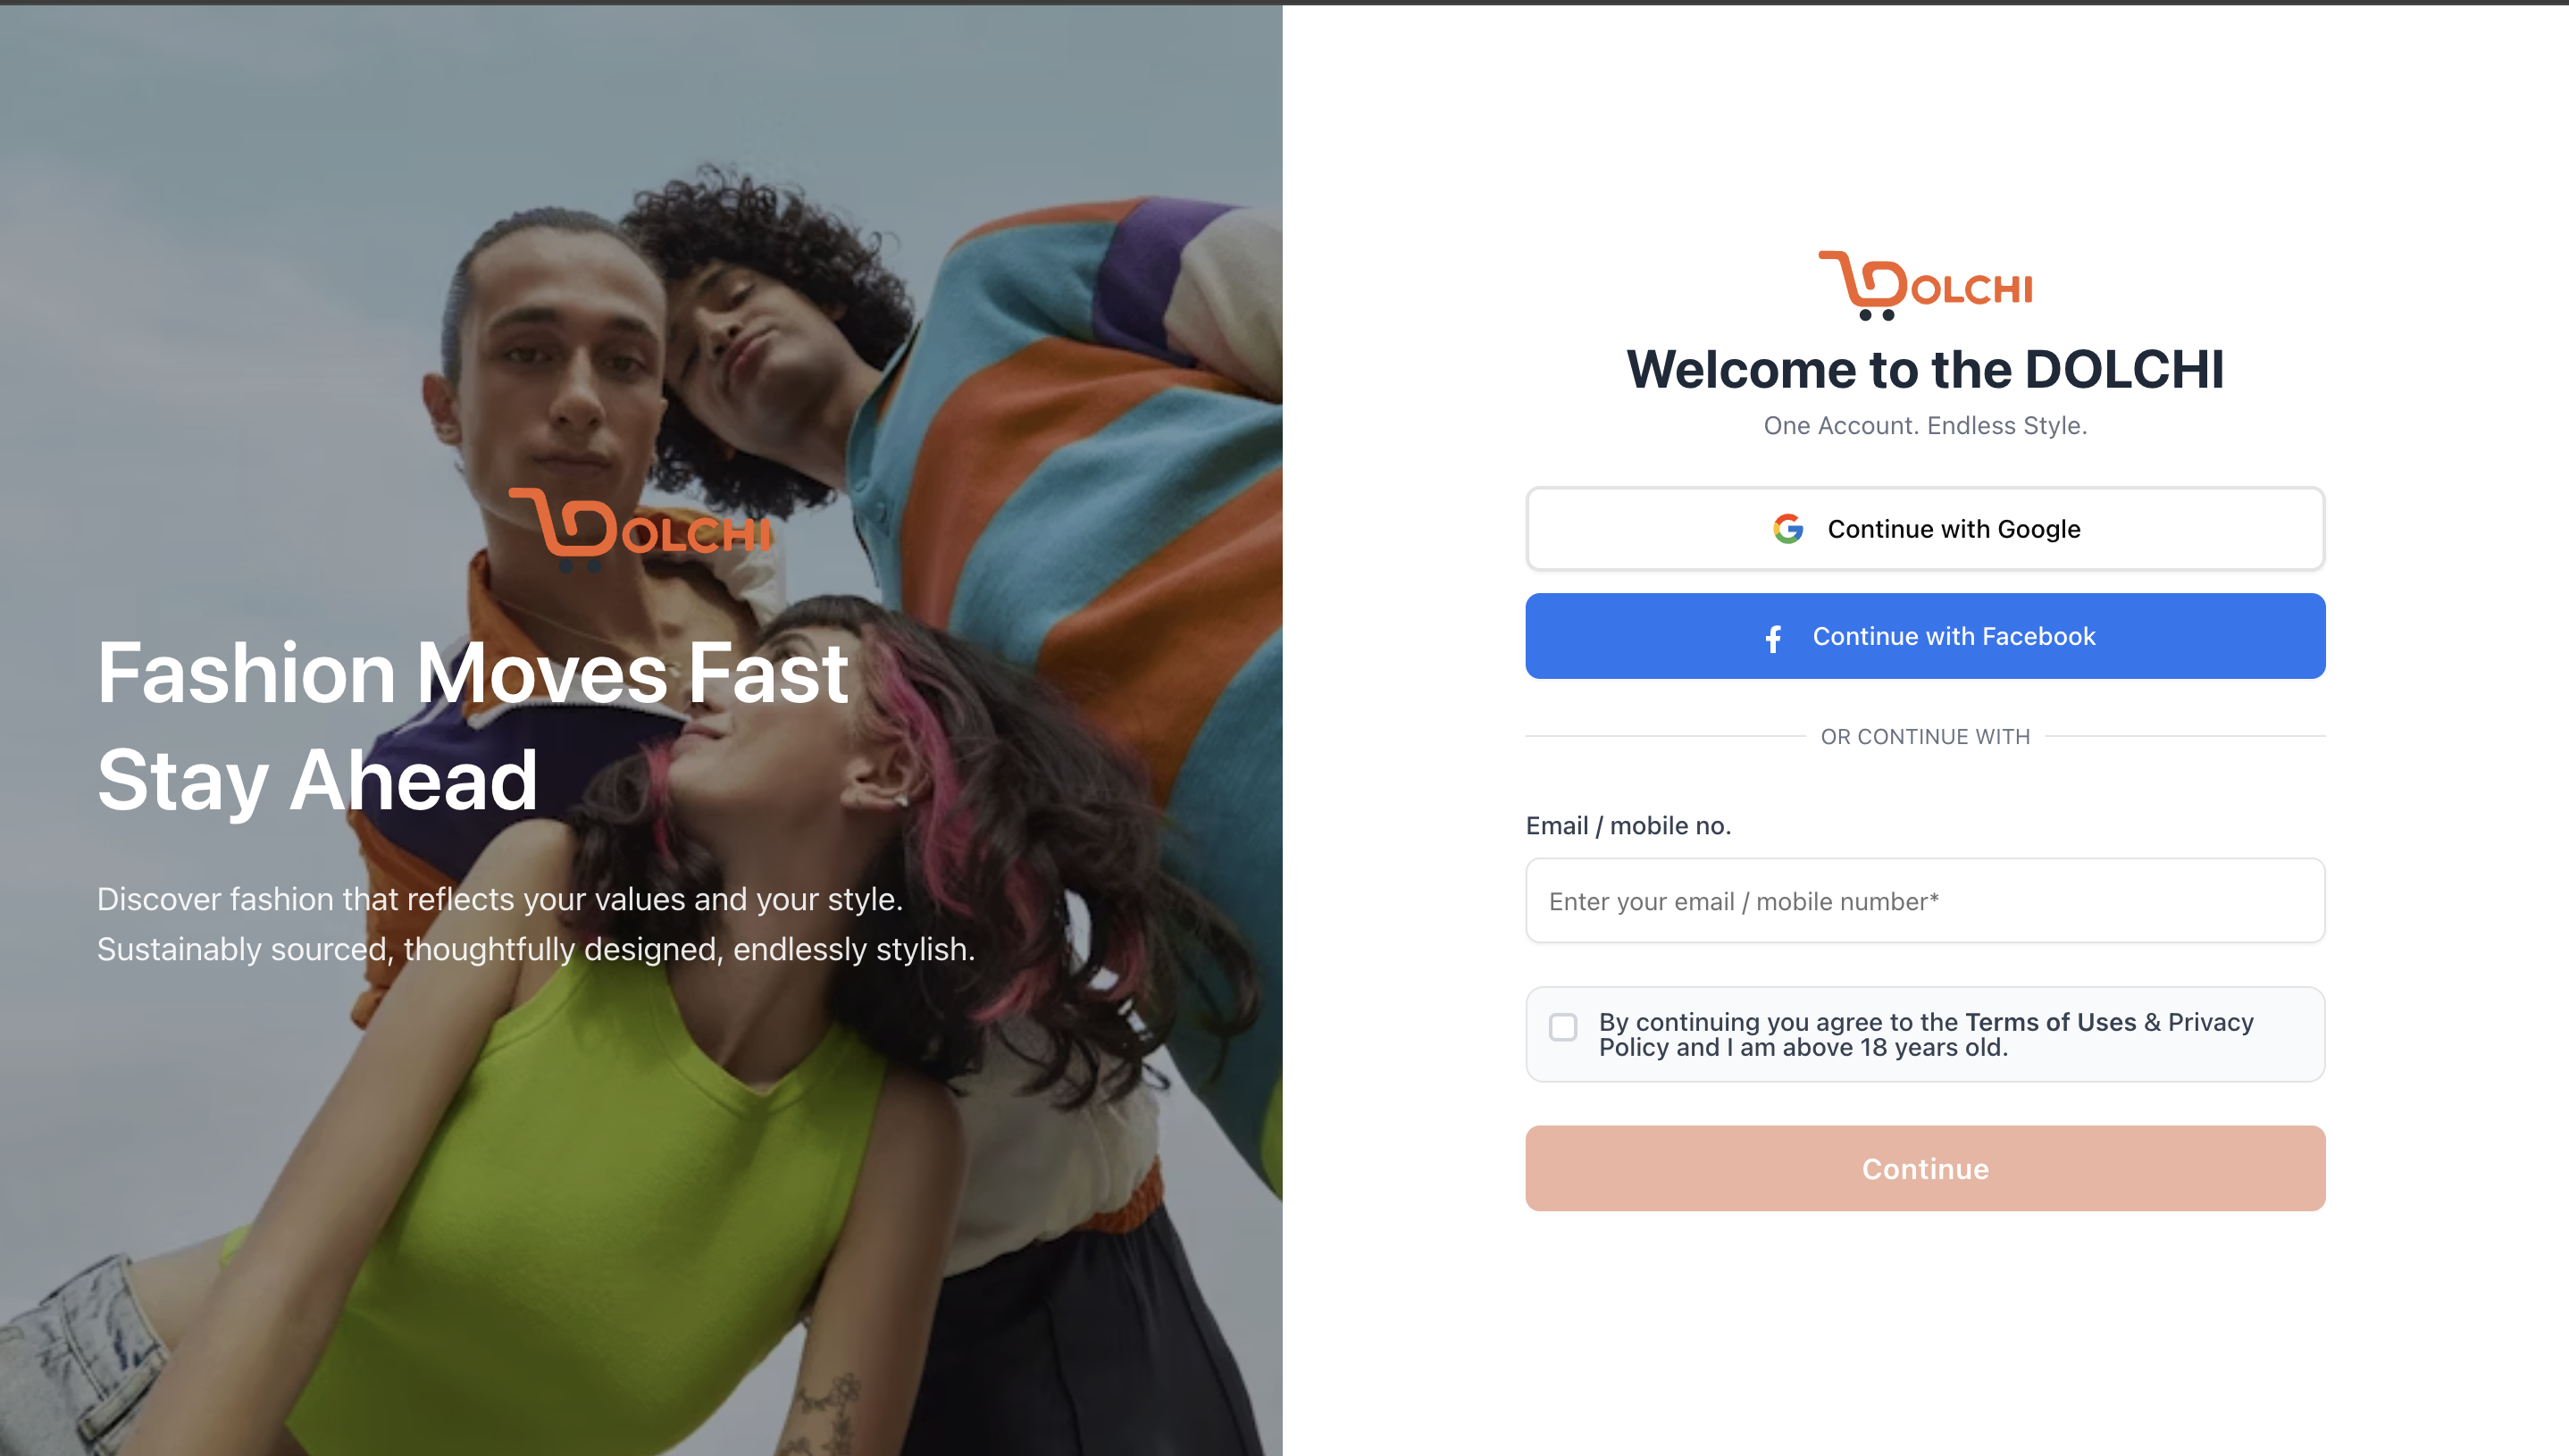 DOLCHI
Fashion Moves Fast
Stay Ahead
Discover fashion that reflects your values and your style.
Sustainably sourced, thoughtfully designed, endlessly stylish.
DOLCHI
Welcome to the DOLCHI
One Account. Endless Style.
Continue with Google
Continue with Facebook
OR CONTINUE WITH
Email / mobile no.
Enter your email / mobile number*
By continuing you agree to the Terms of Uses & Privacy
Policy and I am above 18 years old.
Continue